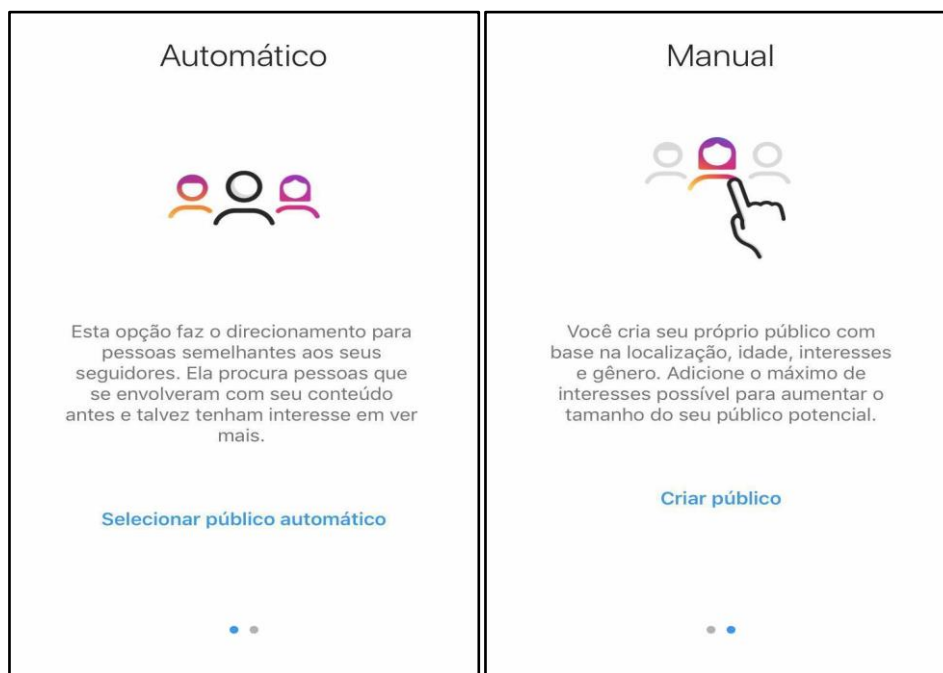 Automático
Esta opção faz o direcionamento para
pessoas semelhantes aos seus
seguidores. Ela procura pessoas que
se envolveram com seu conteúdo
antes e talvez tenham interesse em ver
mais.
Selecionar público automático
Manual
Você cria seu próprio público com
base na localização, idade, interesses
e gênero. Adicione o máximo de
interesses possível para aumentar o
tamanho do seu público potencial.
Criar público